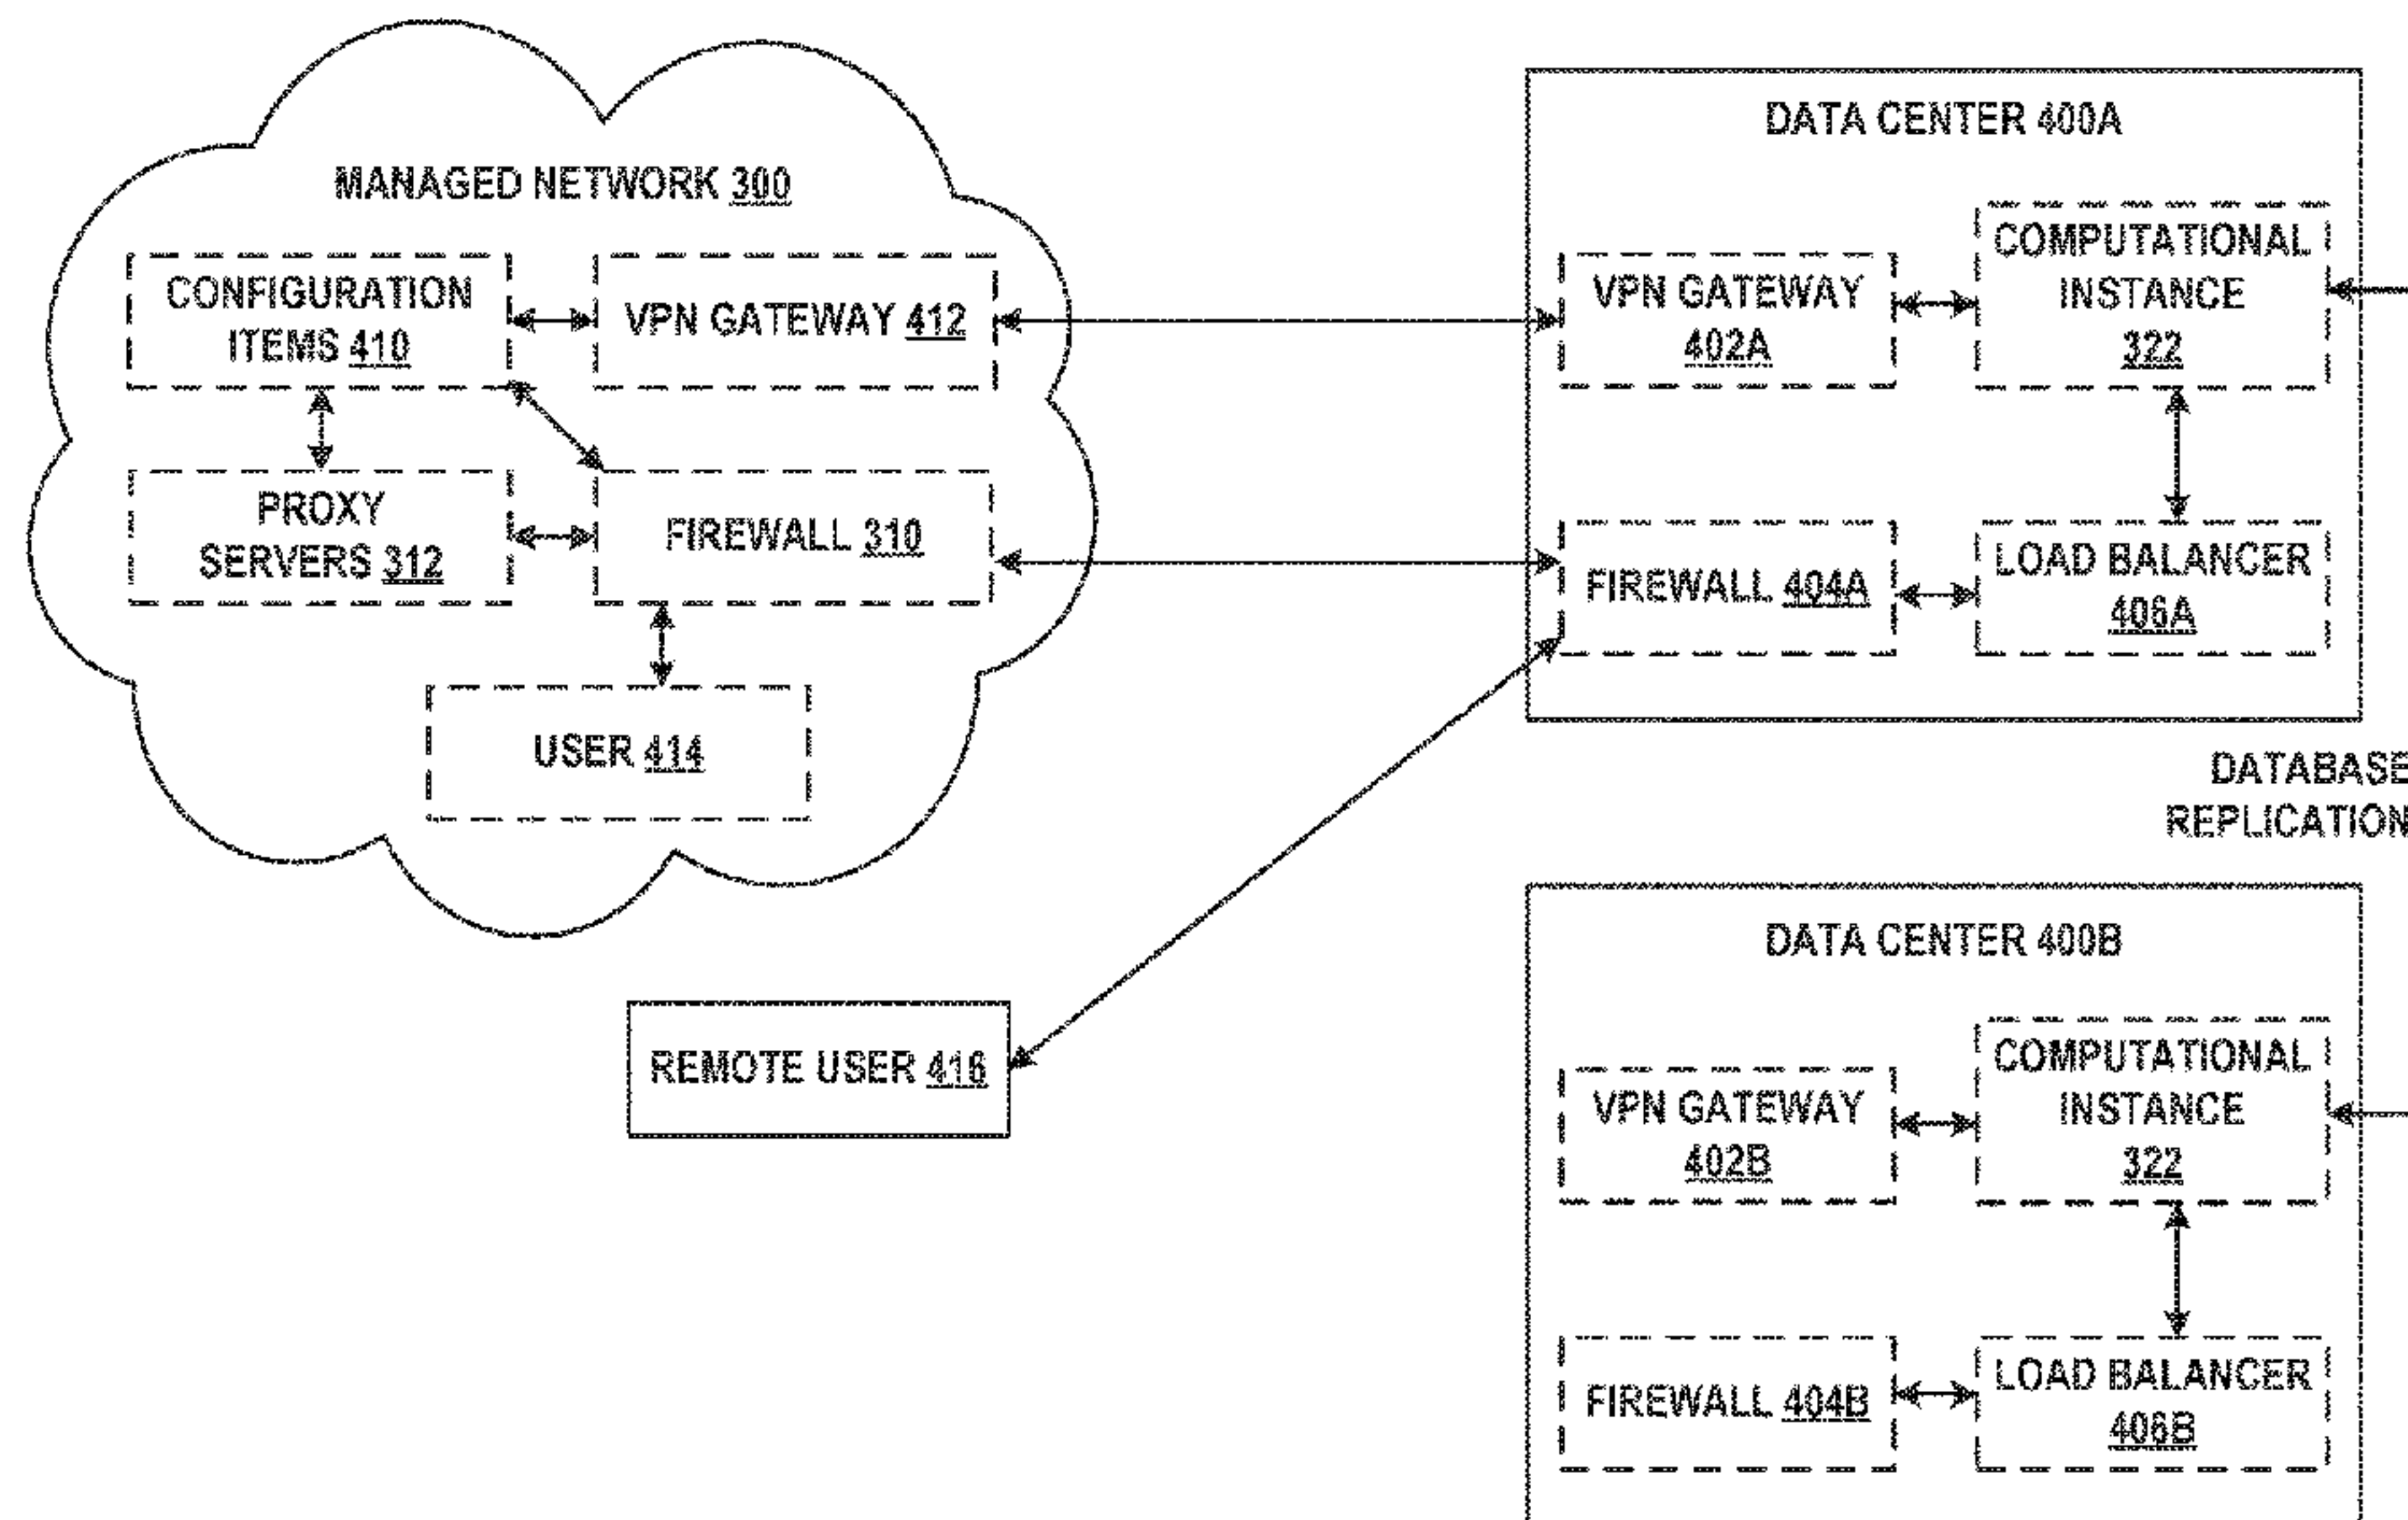 MANAGED NETWORK 300
CONFIGURATION
ITEMS 410
VPN GATEWAY 412
PROXY
SERVERS 312
FIREWALL 310
USER 414
REMOTE USER 416
DATA CENTER 400A
VPN GATEWAY
402A
COMPUTATIONAL
INSTANCE
322
FIREWALL 404A
LOAD BALANCER
406A
DATABASE
REPLICATION
DATA CENTER 400B
VPN GATEWAY
402B
COMPUTATIONAL
INSTANCE
322
FIREWALL 404B
LOAD BALANCER
406B